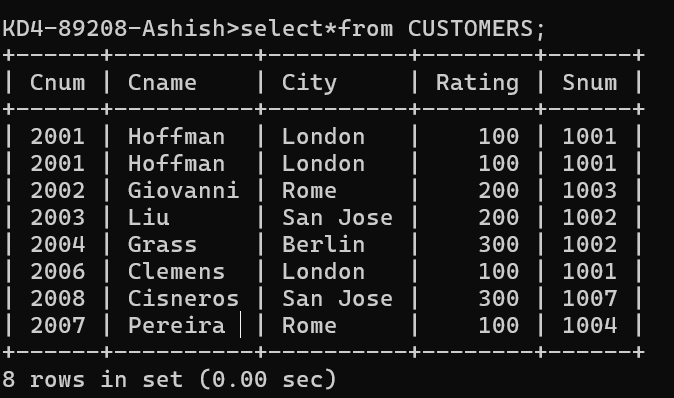 KD4-89208-Ashish>select*from CUSTOMERS;
+------+----------+----------+--------+------+
| Cnum | Cname    | City     | Rating | Snum |
+------+----------+----------+--------+------+
| 2001 | Hoffman  | London   |    100 | 1001 |
| 2001 | Hoffman  | London   |    100 | 1001 |
| 2002 | Giovanni | Rome     |    200 | 1003 |
| 2003 | Liu      | San Jose |    200 | 1002 |
| 2004 | Grass    | Berlin   |    300 | 1002 |
| 2006 | Clemens  | London   |    100 | 1001 |
| 2008 | Cisneros | San Jose |    300 | 1007 |
| 2007 | Pereira  | Rome     |    100 | 1004 |
+------+----------+----------+--------+------+
8 rows in set (0.00 sec)